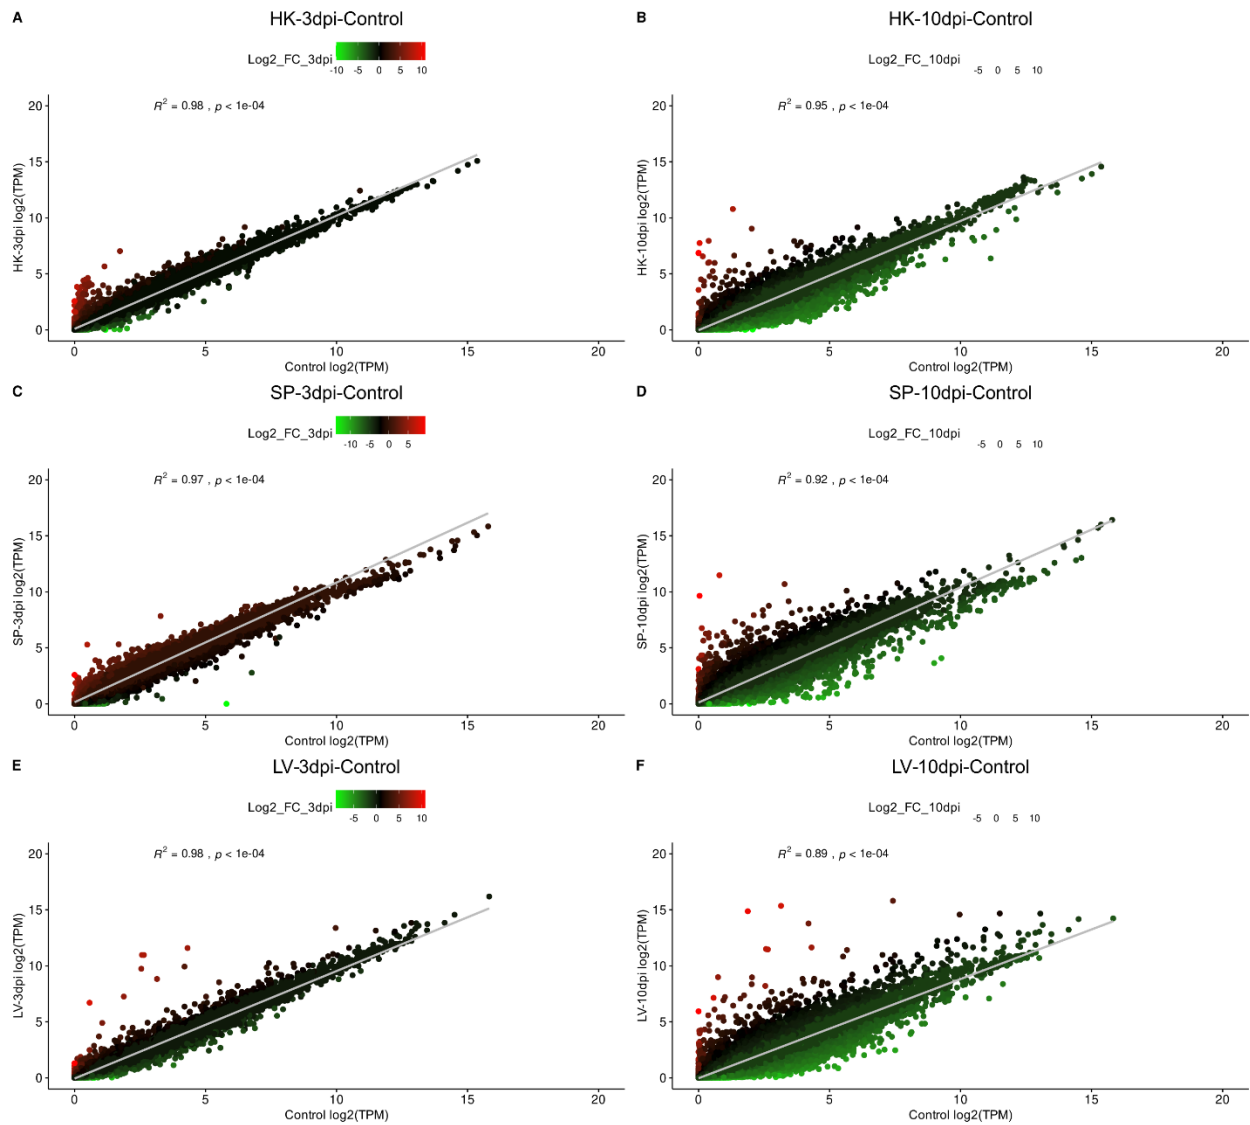 A HK-3dpi-Control
Log2_FC_3dpi
-10 -5 0 5 10
R² = 0.98 , p < 1e-04
HK-3dpi log2(TPM)
20
15
10
5
0
0 5 10 15 20
Control log2(TPM)
B HK-10dpi-Control
Log2_FC_10dpi
-5 0 5 10
R² = 0.95 , p < 1e-04
HK-10dpi log2(TPM)
20
15
10
5
0
0 5 10 15 20
Control log2(TPM)
C SP-3dpi-Control
Log2_FC_3dpi
-10 -5 0 5
R² = 0.97 , p < 1e-04
SP-3dpi log2(TPM)
20
15
10
5
0
0 5 10 15 20
Control log2(TPM)
D SP-10dpi-Control
Log2_FC_10dpi
-5 0 5 10
R² = 0.92 , p < 1e-04
SP-10dpi log2(TPM)
20
15
10
5
0
0 5 10 15 20
Control log2(TPM)
E LV-3dpi-Control
Log2_FC_3dpi
-5 0 5 10
R² = 0.98 , p < 1e-04
LV-3dpi log2(TPM)
20
15
10
5
0
0 5 10 15 20
Control log2(TPM)
F LV-10dpi-Control
Log2_FC_10dpi
-5 0 5 10
R² = 0.89 , p < 1e-04
LV-10dpi log2(TPM)
20
15
10
5
0
0 5 10 15 20
Control log2(TPM)